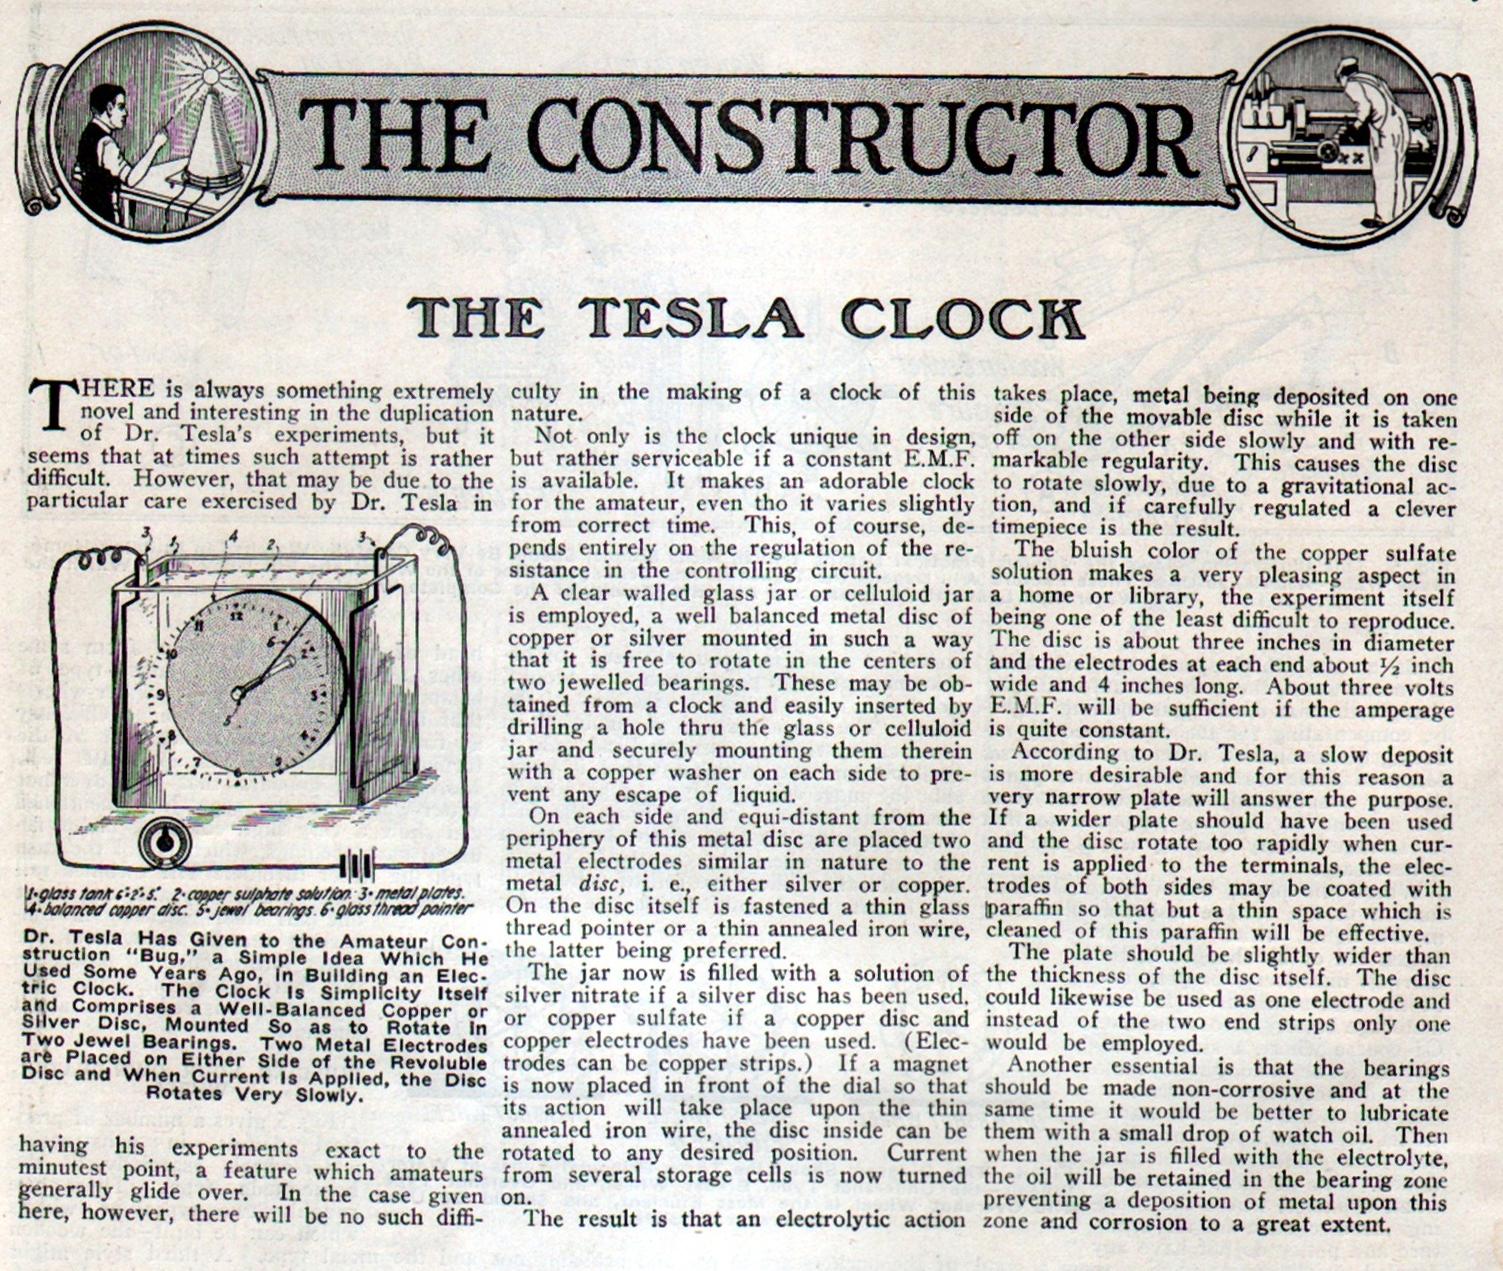 THE CONSTRUCTOR
THE TESLA CLOCK
THERE is always something extremely
novel and interesting in the duplication
of Dr. Tesla's experiments, but it
seems that at times such attempt is rather
difficult. However, that may be due to the
particular care exercised by Dr. Tesla in
3
1
4
2
3
12
1
2
3
4
5
6
7
8
9
10
11
6
5
1-glass tank 6"·2"·5". 2-copper sulphate solution. 3-metal plates.
4-balanced copper disc. 5-jewel bearings. 6-glass thread pointer
Dr. Tesla Has Given to the Amateur Con-
struction "Bug," a Simple Idea Which He
Used Some Years Ago, in Building an Elec-
tric Clock. The Clock Is Simplicity Itself
and Comprises a Well-Balanced Copper or
Silver Disc, Mounted So as to Rotate in
Two Jewel Bearings. Two Metal Electrodes
are Placed on Either Side of the Revoluble
Disc and When Current Is Applied, the Disc
Rotates Very Slowly.
having his experiments exact to the
minutest point, a feature which amateurs
generally glide over. In the case given
here, however, there will be no such diffi-
culty in the making of a clock of this
nature.
Not only is the clock unique in design,
but rather serviceable if a constant E.M.F.
is available. It makes an adorable clock
for the amateur, even tho it varies slightly
from correct time. This, of course, de-
pends entirely on the regulation of the re-
sistance in the controlling circuit.
A clear walled glass jar or celluloid jar
is employed, a well balanced metal disc of
copper or silver mounted in such a way
that it is free to rotate in the centers of
two jewelled bearings. These may be ob-
tained from a clock and easily inserted by
drilling a hole thru the glass or celluloid
jar and securely mounting them therein
with a copper washer on each side to pre-
vent any escape of liquid.
On each side and equi-distant from the
periphery of this metal disc are placed two
metal electrodes similar in nature to the
metal disc, i. e., either silver or copper.
On the disc itself is fastened a thin glass
thread pointer or a thin annealed iron wire,
the latter being preferred.
The jar now is filled with a solution of
silver nitrate if a silver disc has been used,
or copper sulfate if a copper disc and
copper electrodes have been used. (Elec-
trodes can be copper strips.) If a magnet
is now placed in front of the dial so that
its action will take place upon the thin
annealed iron wire, the disc inside can be
rotated to any desired position. Current
from several storage cells is now turned
on.
The result is that an electrolytic action
takes place, metal being deposited on one
side of the movable disc while it is taken
off on the other side slowly and with re-
markable regularity. This causes the disc
to rotate slowly, due to a gravitational ac-
tion, and if carefully regulated a clever
timepiece is the result.
The bluish color of the copper sulfate
solution makes a very pleasing aspect in
a home or library, the experiment itself
being one of the least difficult to reproduce.
The disc is about three inches in diameter
and the electrodes at each end about ½ inch
wide and 4 inches long. About three volts
E.M.F. will be sufficient if the amperage
is quite constant.
According to Dr. Tesla, a slow deposit
is more desirable and for this reason a
very narrow plate will answer the purpose.
If a wider plate should have been used
and the disc rotate too rapidly when cur-
rent is applied to the terminals, the elec-
trodes of both sides may be coated with
paraffin so that but a thin space which is
cleaned of this paraffin will be effective.
The plate should be slightly wider than
the thickness of the disc itself. The disc
could likewise be used as one electrode and
instead of the two end strips only one
would be employed.
Another essential is that the bearings
should be made non-corrosive and at the
same time it would be better to lubricate
them with a small drop of watch oil. Then
when the jar is filled with the electrolyte,
the oil will be retained in the bearing zone
preventing a deposition of metal upon this
zone and corrosion to a great extent.